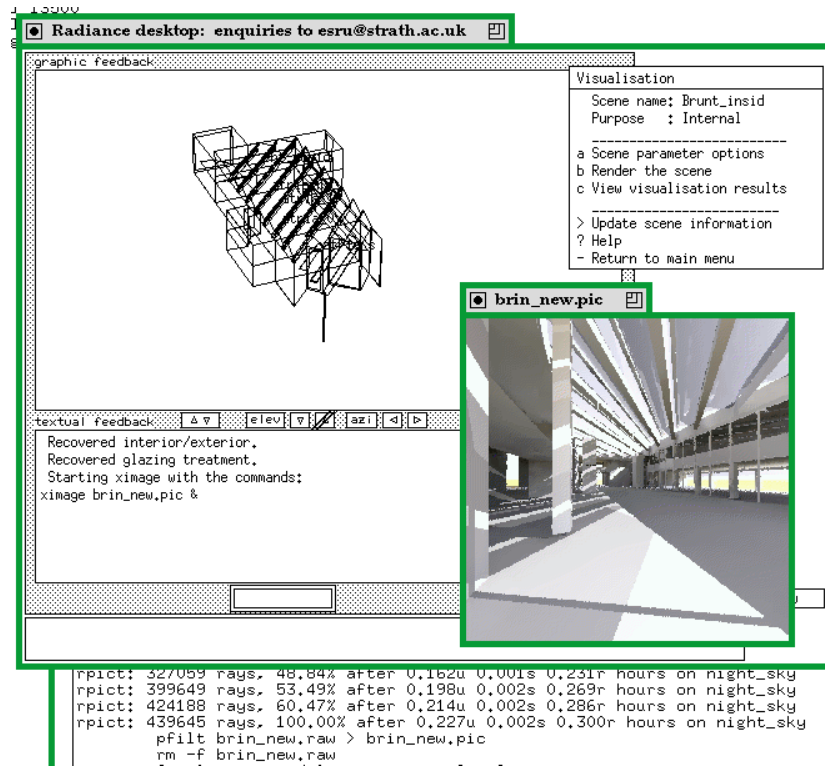 13500
Radiance desktop: enquiries to esru@strath.ac.uk
graphic feedback
Visualisation
Scene name: Brunt_insid
Purpose : Internal
a Scene parameter options
b Render the scene
c View visualisation results
> Update scene information
? Help
- Return to main menu
brin_new.pic
textual feedback
elev
azi
Recovered interior/exterior.
Recovered glazing treatment.
Starting ximage with the commands:
ximage brin_new.pic &
rpict: 327059 rays, 48.84% after 0.162u 0.001s 0.231r hours on night_sky
rpict: 399649 rays, 53.49% after 0.198u 0.002s 0.269r hours on night_sky
rpict: 424188 rays, 60.47% after 0.214u 0.002s 0.286r hours on night_sky
rpict: 439645 rays, 100.00% after 0.227u 0.002s 0.300r hours on night_sky
pfilt brin_new.raw > brin_new.pic
rm -f brin_new.raw